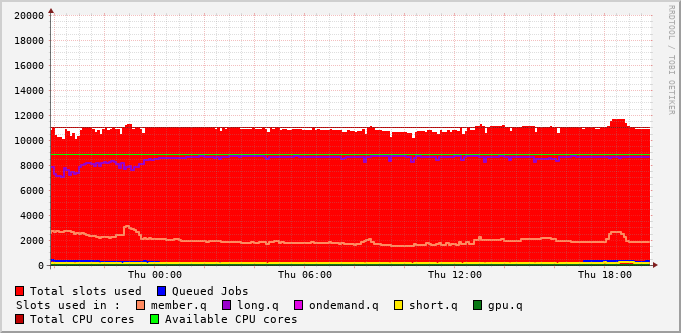 RRDTOOL / TOBI OETIKER
20000
18000
16000
14000
12000
10000
8000
6000
4000
2000
0
Thu 00:00 Thu 06:00 Thu 12:00 Thu 18:00
Total slots used Queued Jobs
Slots used in : member.q long.q ondemand.q short.q gpu.q
Total CPU cores Available CPU cores